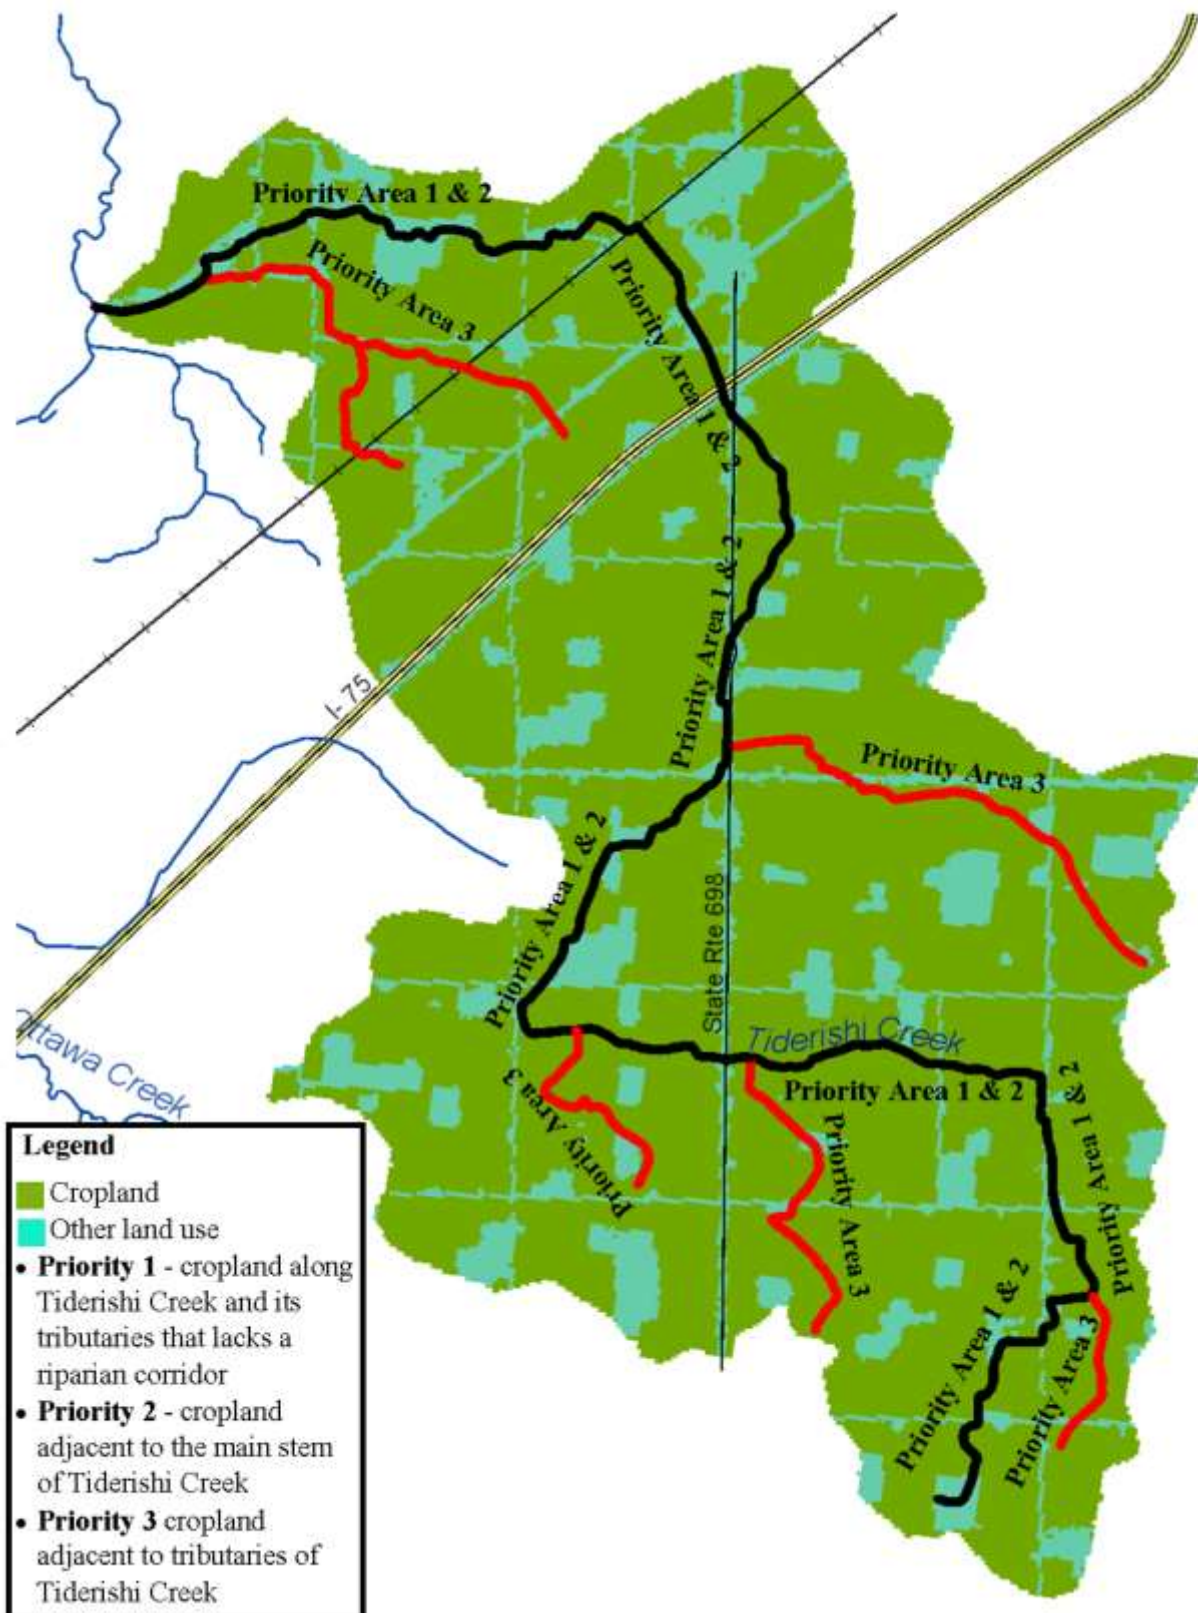 Priority Area 1 & 2
Priority Area 3
Priority Area 1 & 2
Priority Area 1 & 2
I- 75
Priority Area 3
Priority Area 1 & 2
State Rte 698
Tiderishi Creek
Ottawa Creek
Priority Area 1 & 2
Priority Area 3
Priority Area 3
Priority Area 1 & 2
Priority Area 1 & 2
Priority Area 3
Legend
Cropland
Other land use
• Priority 1 - cropland along
Tiderishi Creek and its
tributaries that lacks a
riparian corridor
• Priority 2 - cropland
adjacent to the main stem
of Tiderishi Creek
• Priority 3 cropland
adjacent to tributaries of
Tiderishi Creek